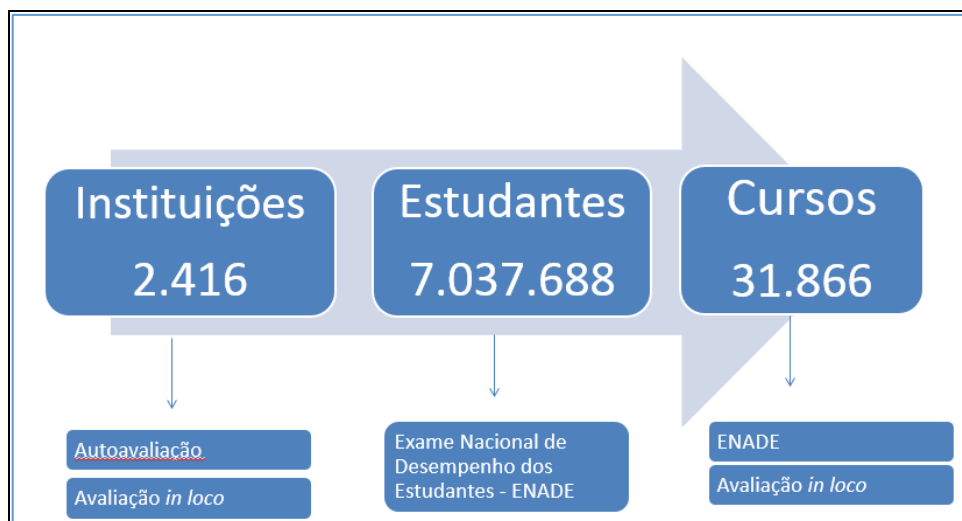 Instituições
2.416
Estudantes
7.037.688
Cursos
31.866
Autoavaliação
Avaliação in loco
Exame Nacional de
Desempenho dos
Estudantes - ENADE
ENADE
Avaliação in loco